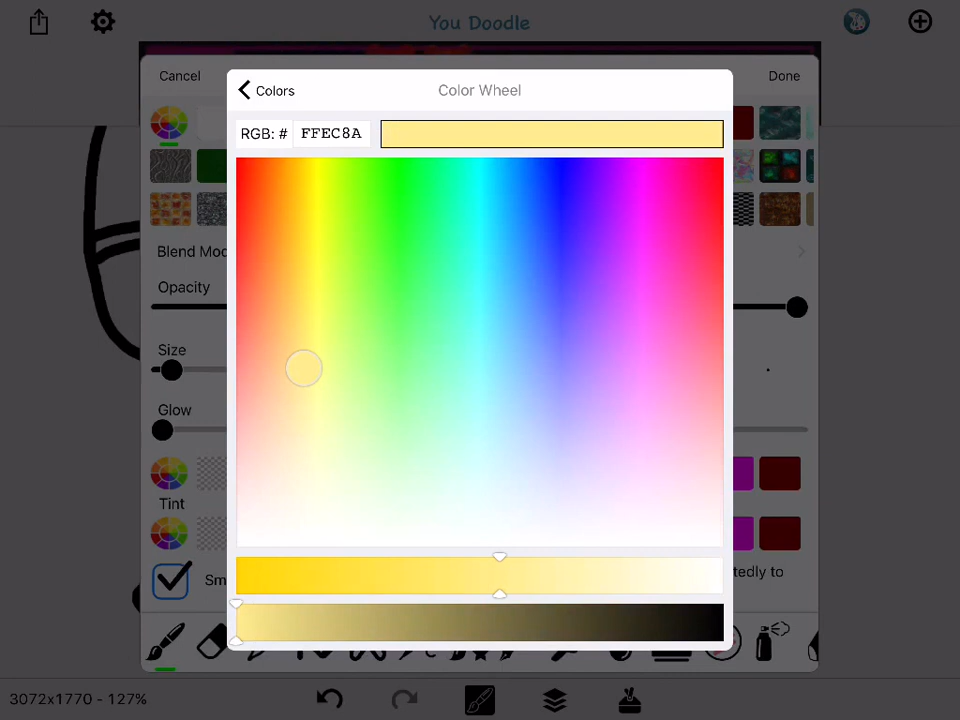 You Doodle
Cancel
Done
Colors
Color Wheel
RGB: #
FFEC8A
Blend Mod
Opacity
Size
Glow
Tint
Sm
tedly to
3072x1770 - 127%